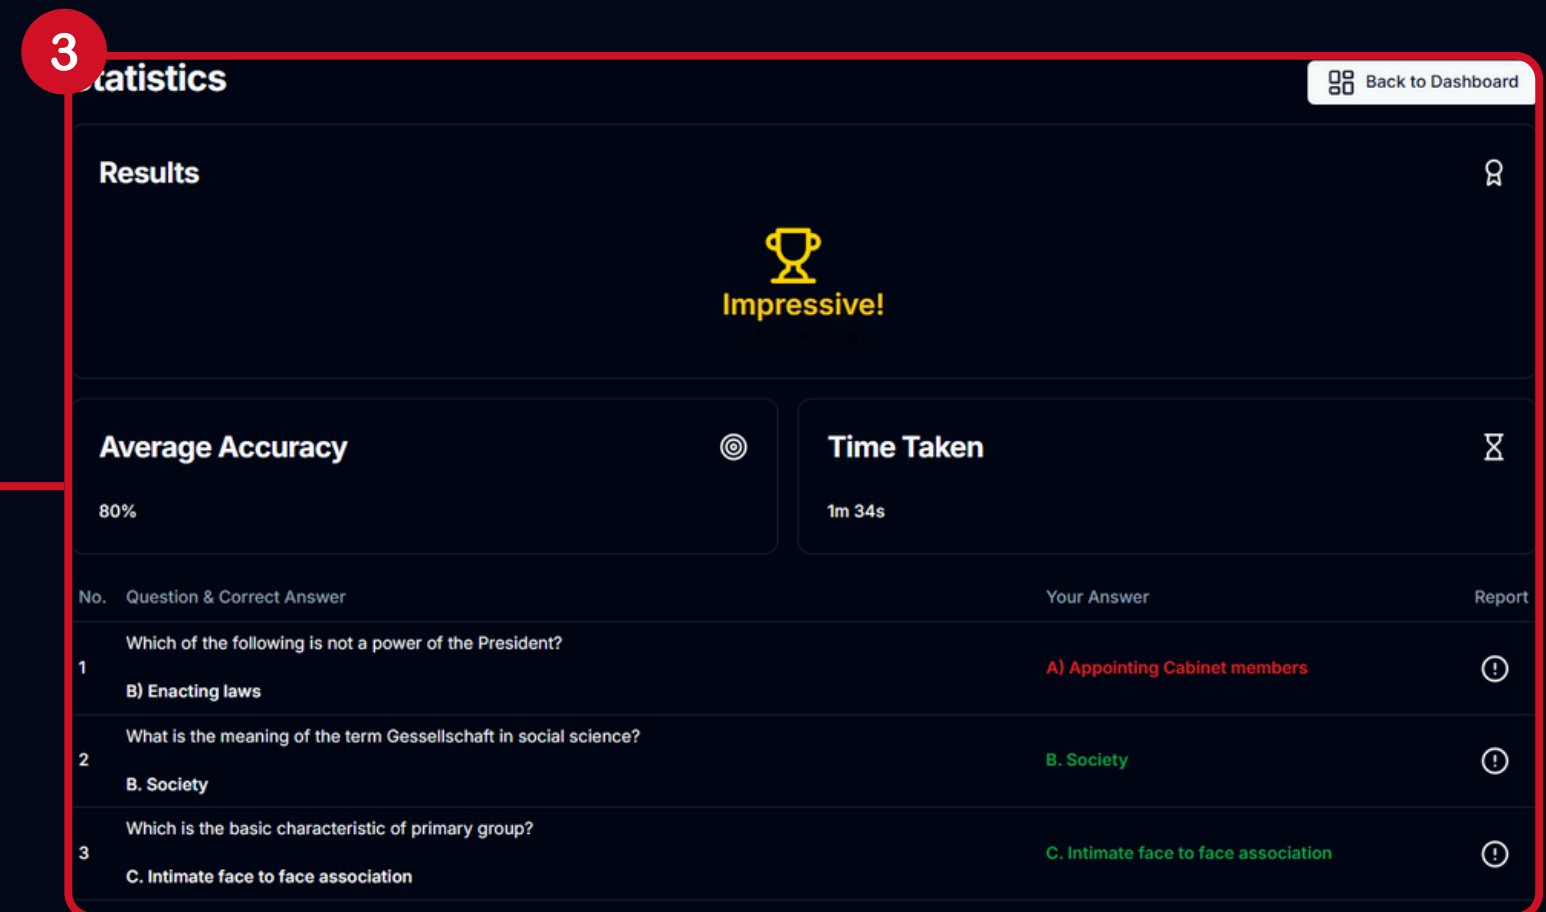 3
tatistics
Back to Dashboard
Results
Impressive!
Average Accuracy
80%
Time Taken
1m 34s
No. Question & Correct Answer Your Answer Report
Which of the following is not a power of the President?
1 A) Appointing Cabinet members
B) Enacting laws
What is the meaning of the term Gessellschaft in social science?
2 B. Society
B. Society
Which is the basic characteristic of primary group?
3 C. Intimate face to face association
C. Intimate face to face association